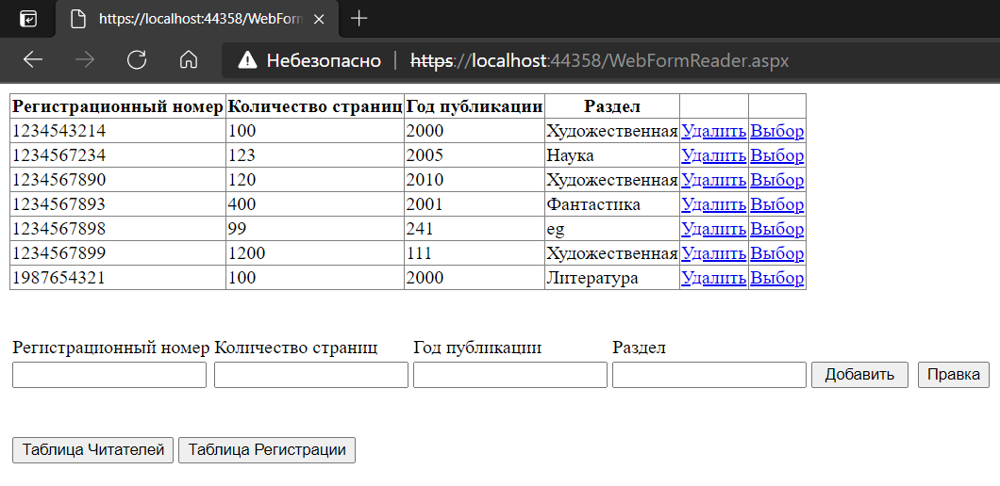 https://localhost:44358/WebForm
Небезопасно https://localhost:44358/WebFormReader.aspx
Регистрационный номер Количество страниц Год публикации Раздел
1234543214 100 2000 Художественная Удалить Выбор
1234567234 123 2005 Наука Удалить Выбор
1234567890 120 2010 Художественная Удалить Выбор
1234567893 400 2001 Фантастика Удалить Выбор
1234567898 99 241 eg Удалить Выбор
1234567899 1200 111 Художественная Удалить Выбор
1987654321 100 2000 Литература Удалить Выбор
Регистрационный номер Количество страниц Год публикации Раздел
Добавить Правка
Таблица Читателей Таблица Регистрации